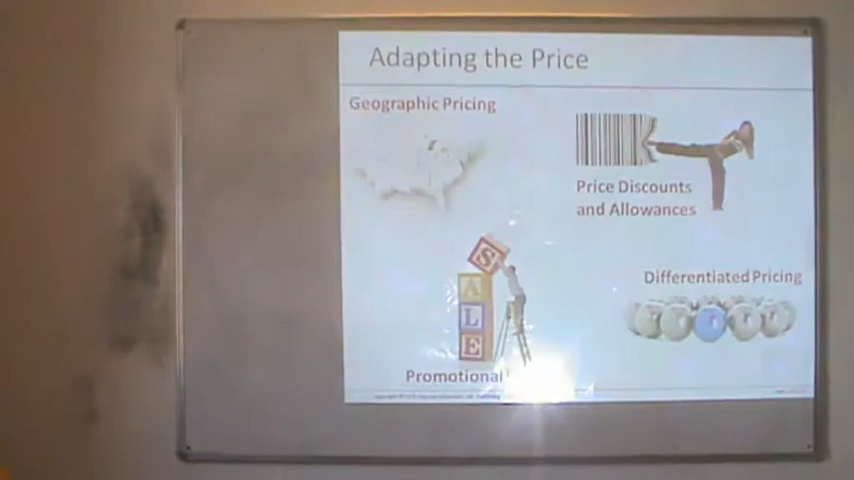 Adapting the Price
Geographic Pricing
Price Discounts
and Allowances
S
A
L
E
Differentiated Pricing
Promotional